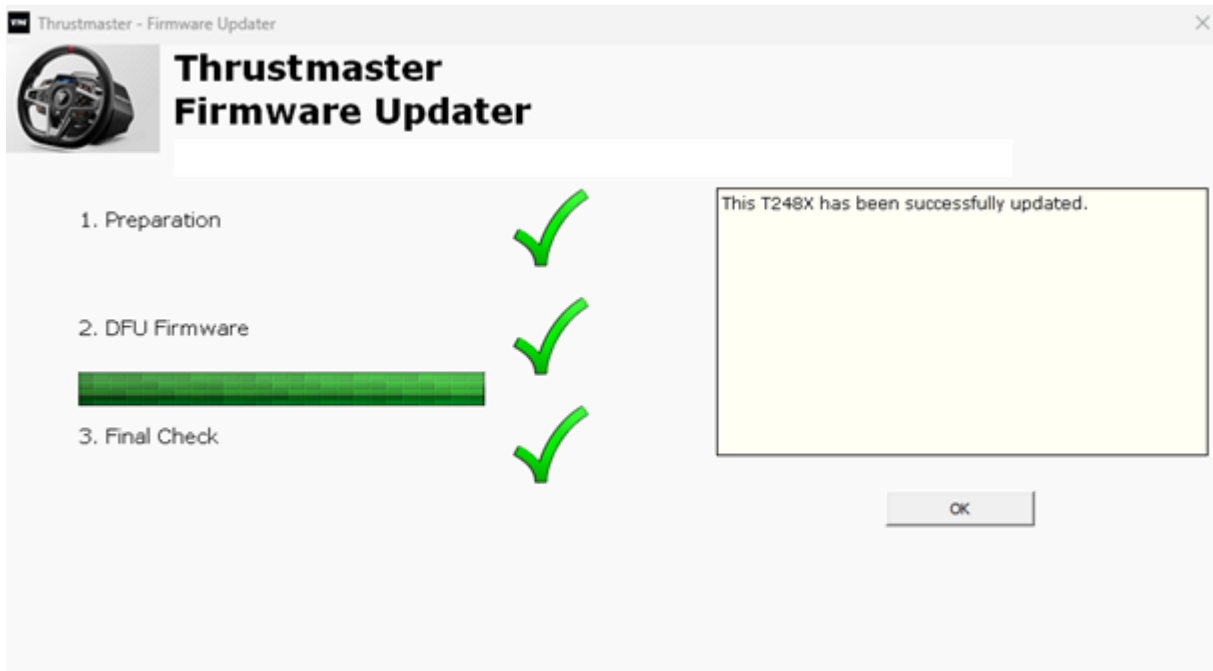 Thrustmaster - Firmware Updater
Thrustmaster
Firmware Updater
1. Preparation
This T248X has been successfully updated.
2. DFU Firmware
3. Final Check
OK